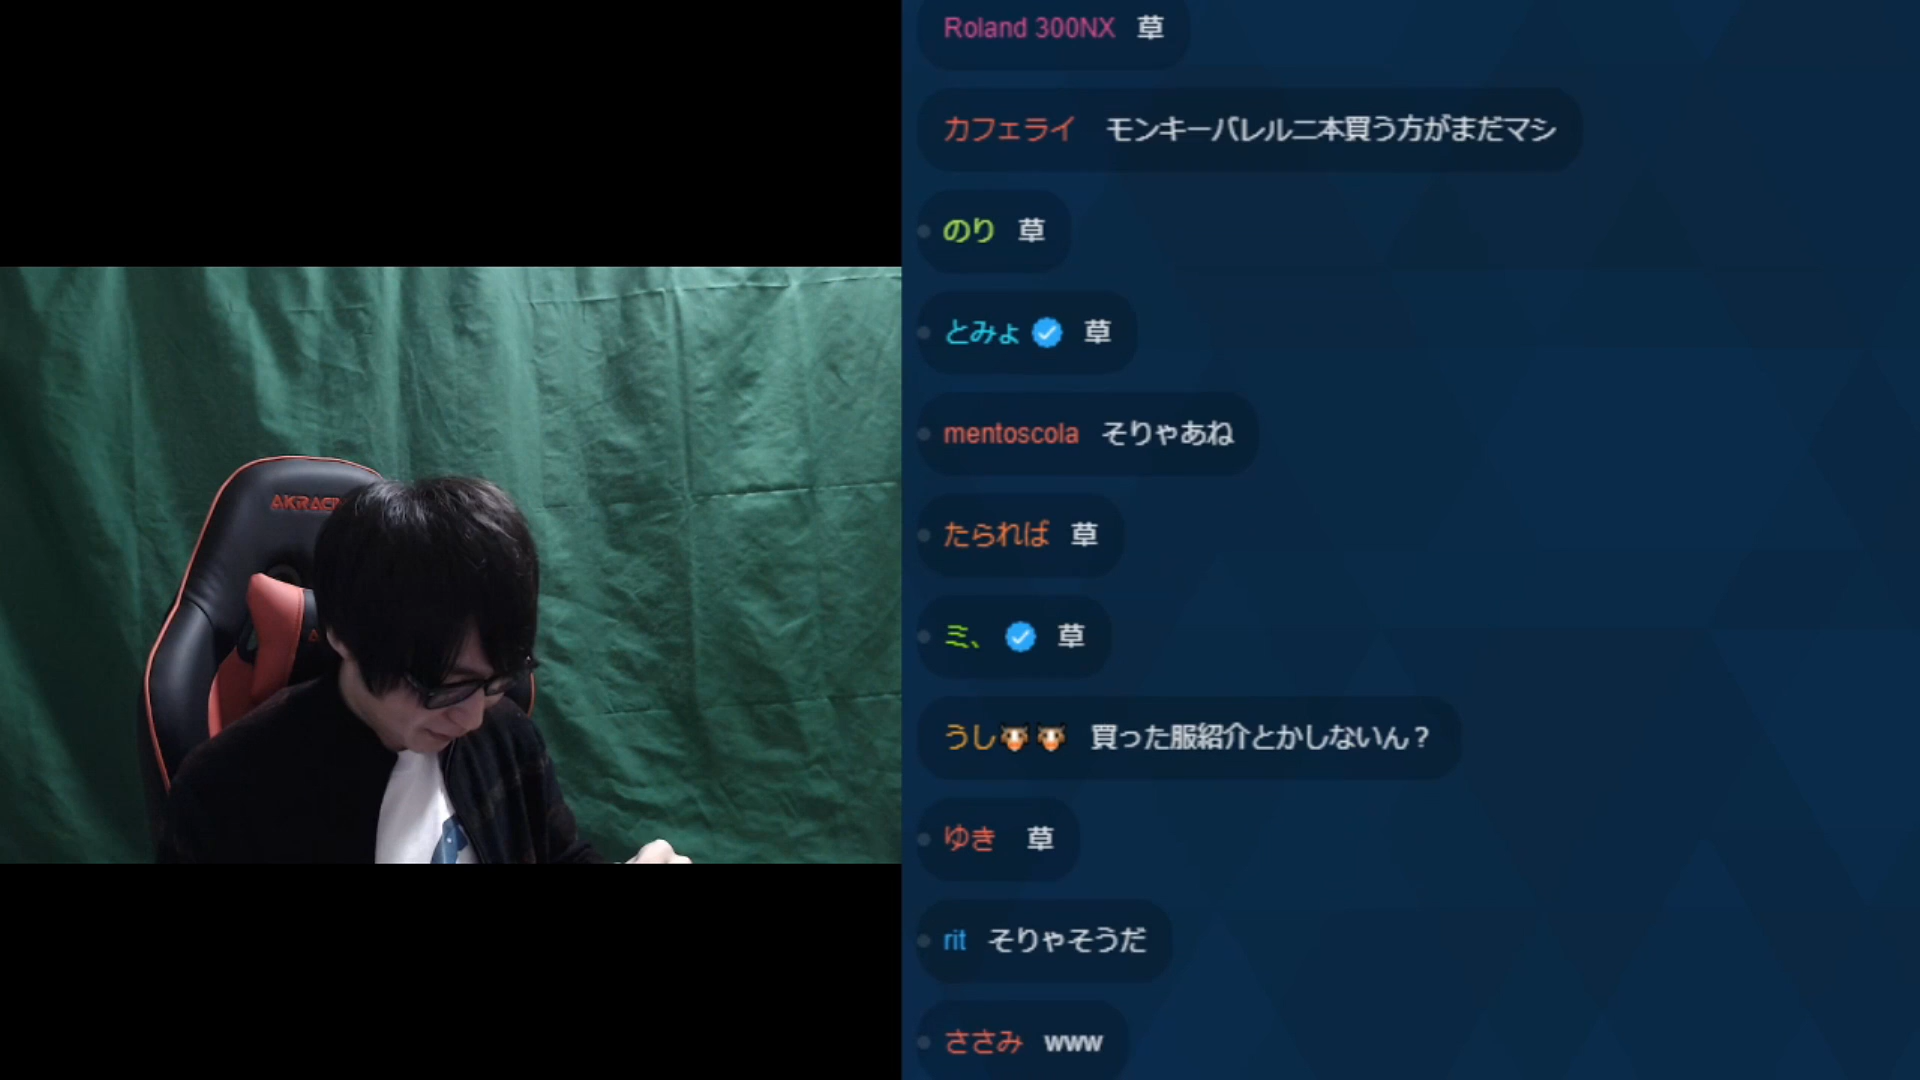 Roland 300NX 草
カフェライ モンキーバレル二本買う方がまだマシ
のり 草
とみょ 草
mentoscola そりゃあね
たられば 草
ミ、 草
うし 買った服紹介とかしないん？
ゆき 草
rit そりゃそうだ
ささみ www